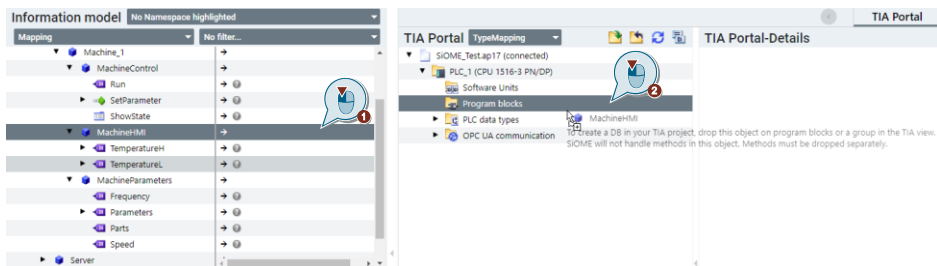 Information model No Namespace highlighted
Mapping No filter...
Machine_1
MachineControl
Run
SetParameter
ShowState
MachineHMI
TemperatureH
TemperatureL
MachineParameters
Frequency
Parameters
Parts
Speed
Server
1
TIA Portal
TIA Portal TypeMapping
TIA Portal-Details
SiOME_Test.ap17 (connected)
PLC_1 (CPU 1516-3 PN/DP)
Software Units
Program blocks
PLC data types
OPC UA communication
2
MachineHMI
To create a DB in your TIA project, drop this object on program blocks or a group in the TIA view.
SiOME will not handle methods in this object. Methods must be dropped separately.